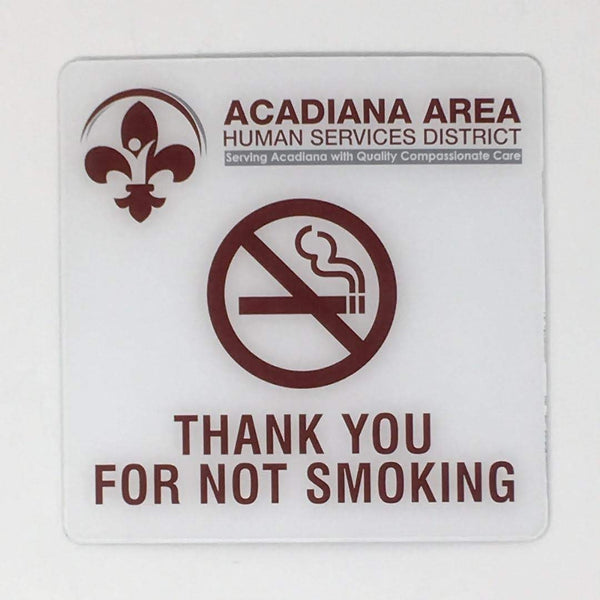 ACADIANA AREA
HUMAN SERVICES DISTRICT
Serving Acadiana with Quality Compassionate Care
THANK YOU
FOR NOT SMOKING